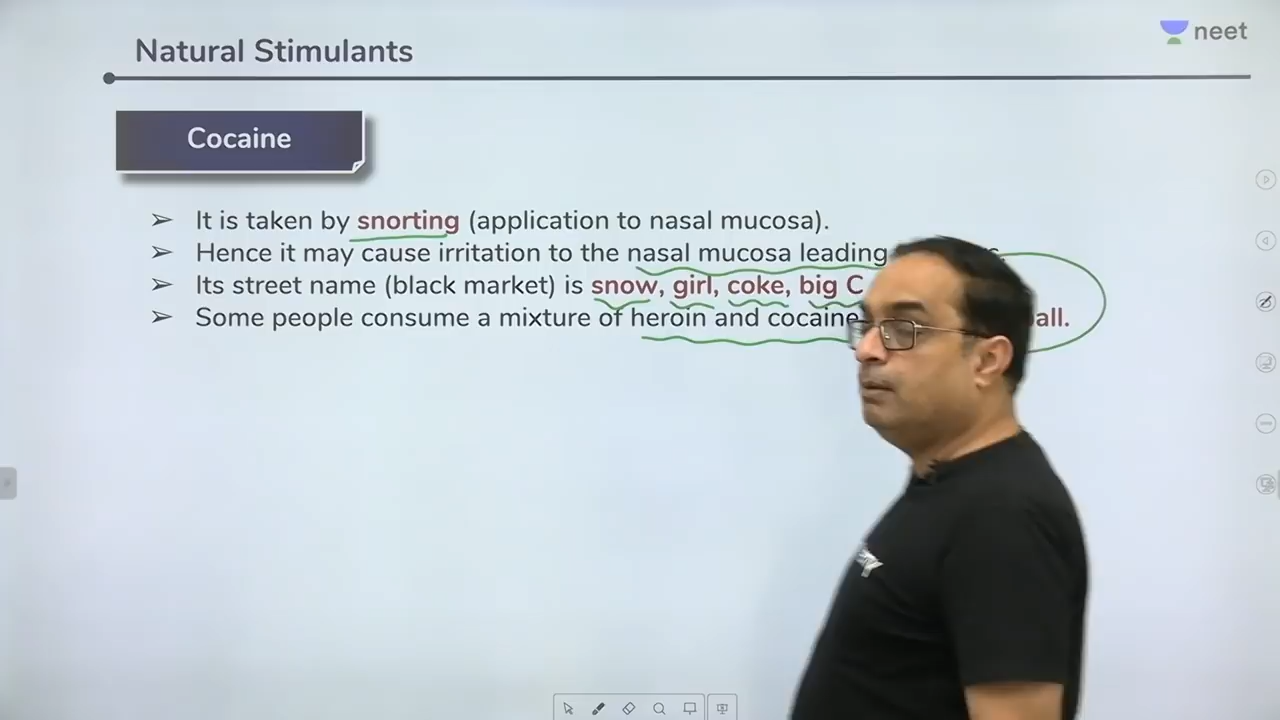 Natural Stimulants
neet
Cocaine
➢ It is taken by snorting (application to nasal mucosa).
➢ Hence it may cause irritation to the nasal mucosa leading
➢ Its street name (black market) is snow, girl, coke, big C
➢ Some people consume a mixture of heroin and cocaine all.